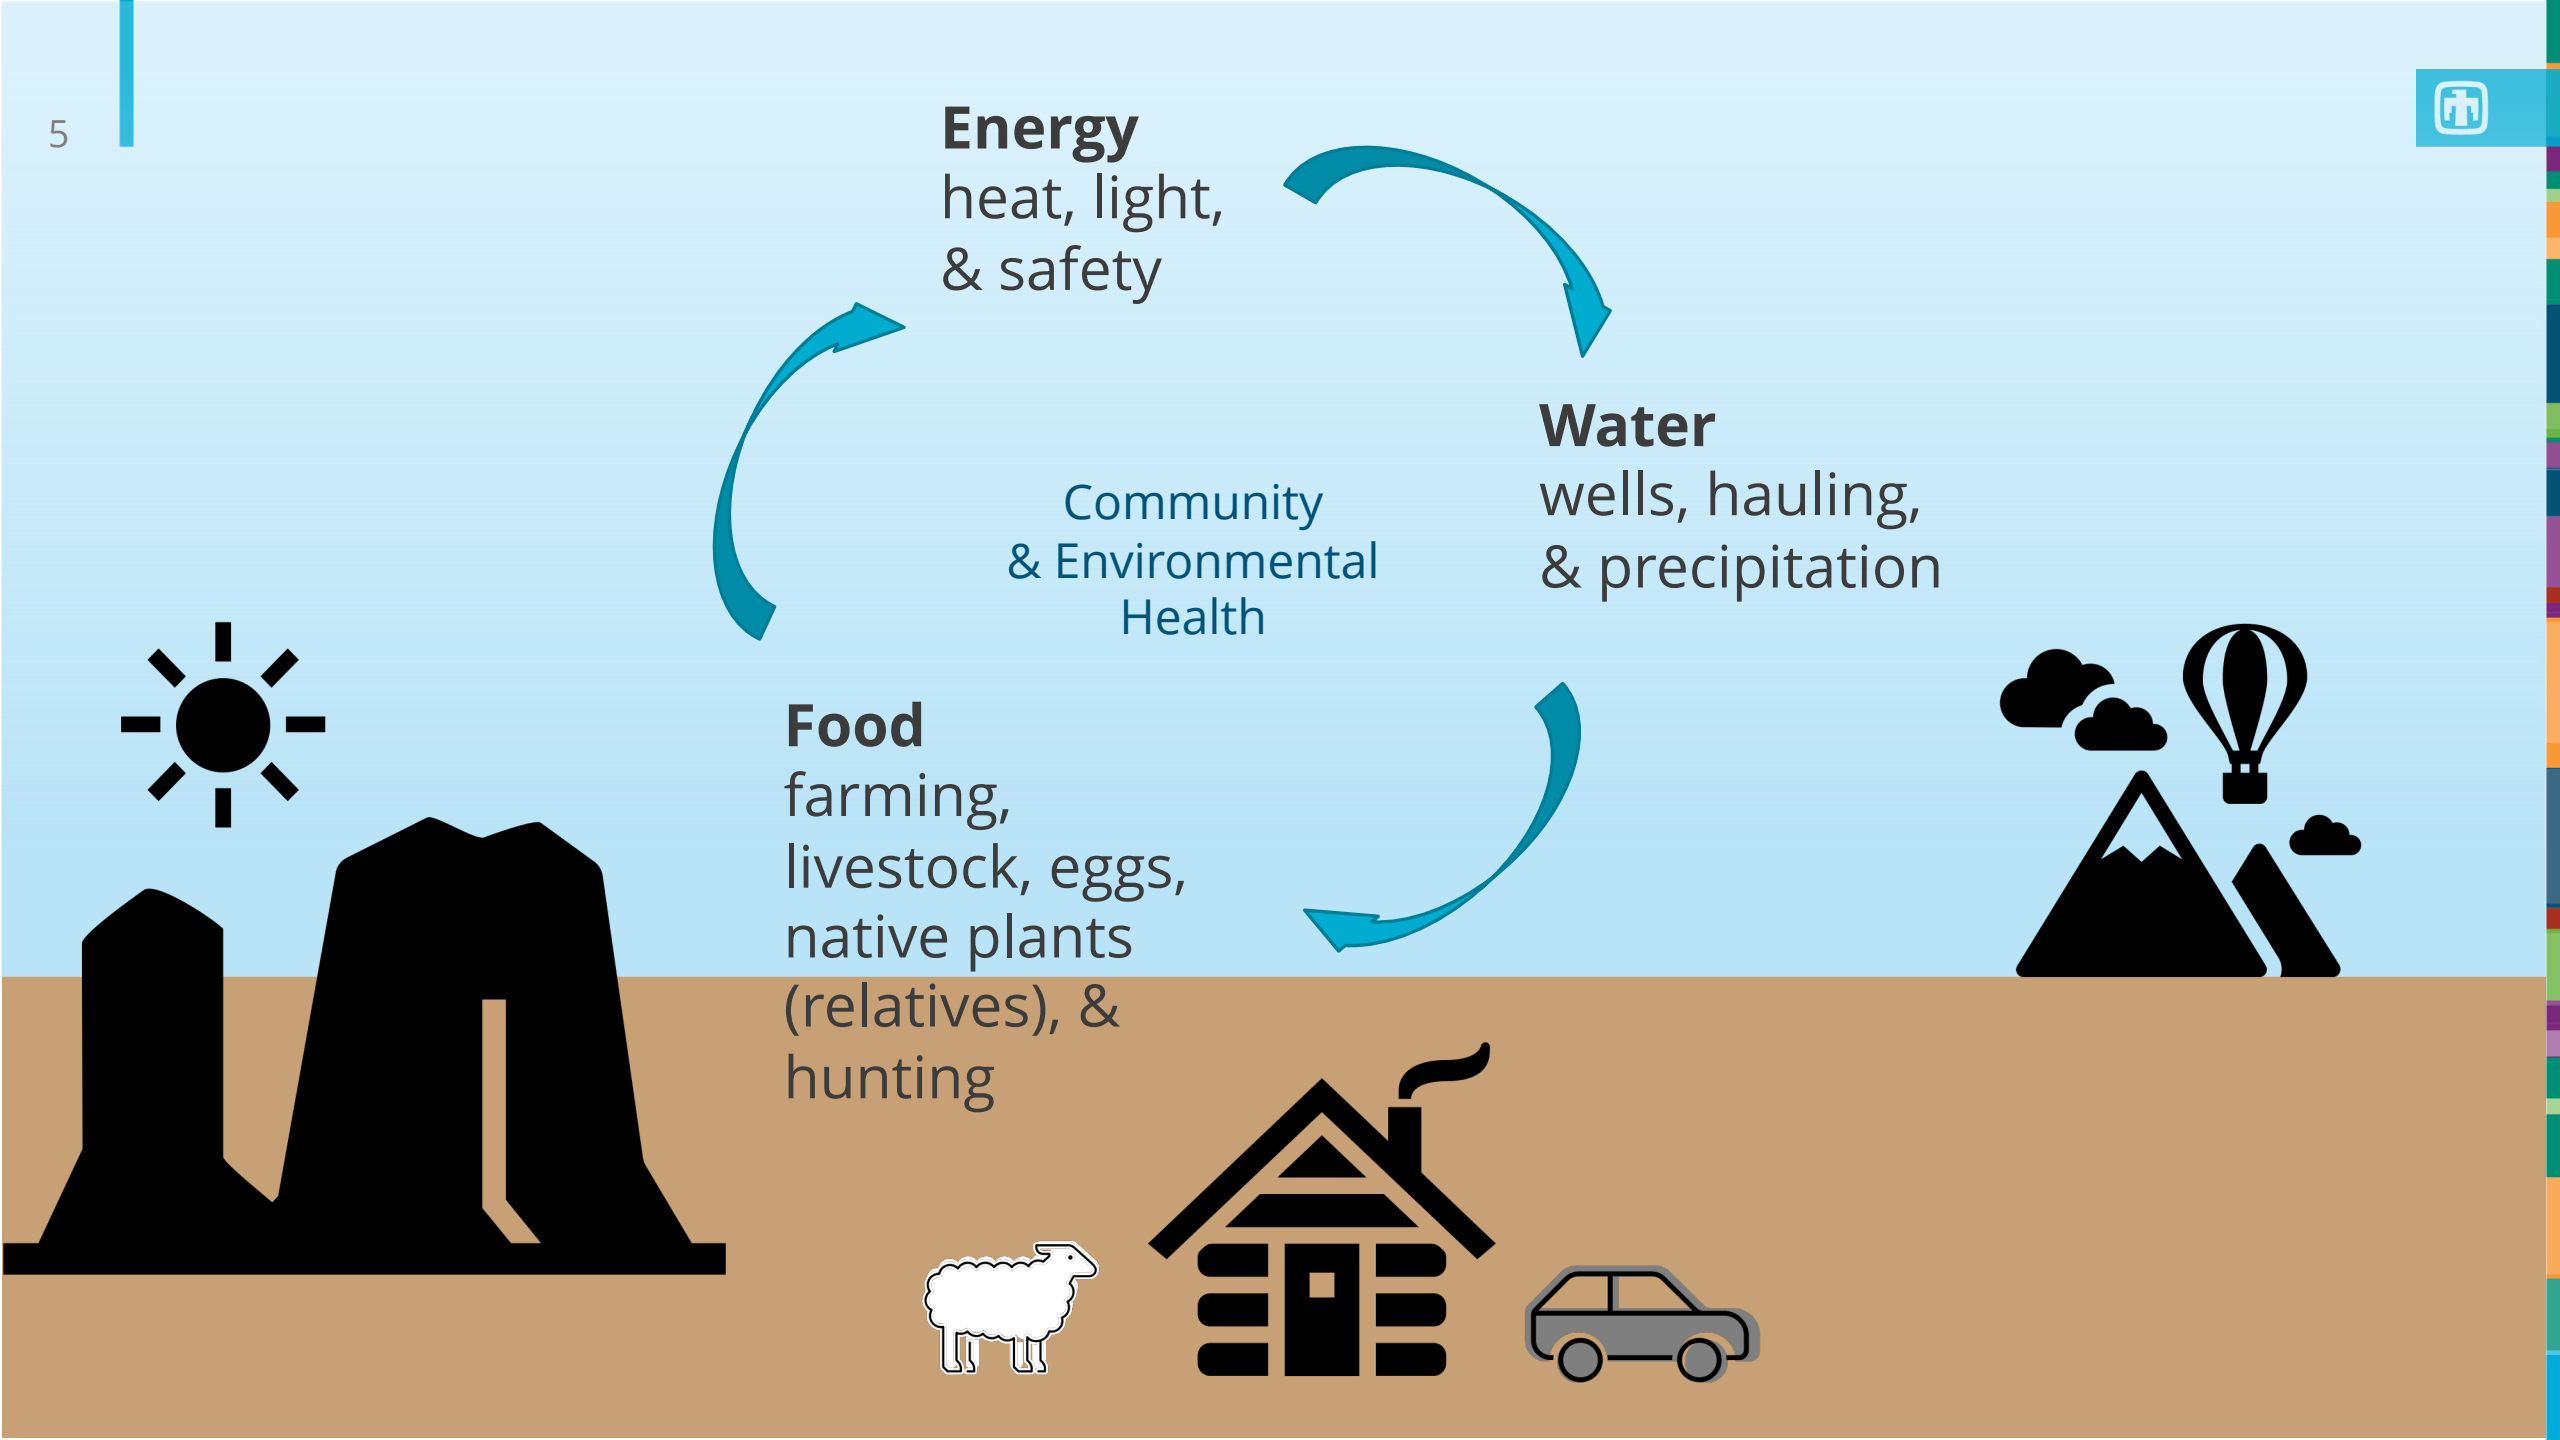 5
Energy
heat, light,
& safety
Water
wells, hauling,
& precipitation
Community
& Environmental
Health
Food
farming,
livestock, eggs,
native plants
(relatives), &
hunting